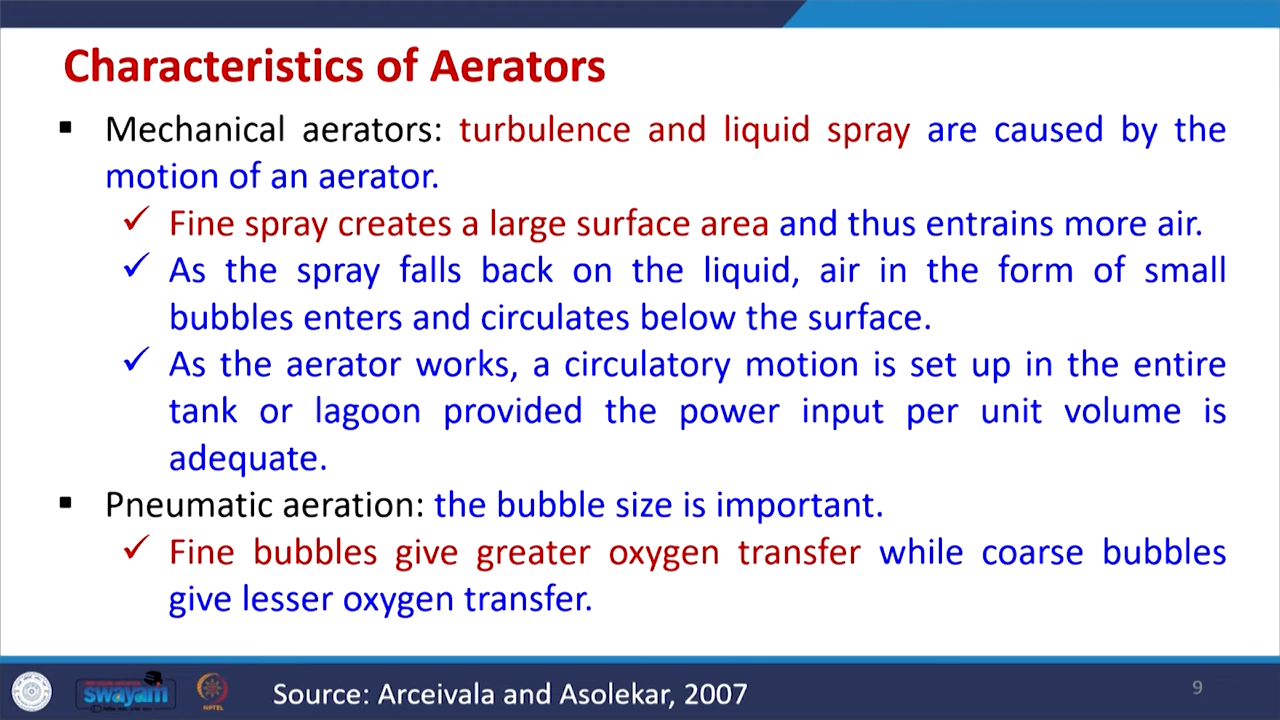 Characteristics of Aerators
▪ Mechanical aerators: turbulence and liquid spray are caused by the
motion of an aerator.
✓ Fine spray creates a large surface area and thus entrains more air.
✓ As the spray falls back on the liquid, air in the form of small
bubbles enters and circulates below the surface.
✓ As the aerator works, a circulatory motion is set up in the entire
tank or lagoon provided the power input per unit volume is
adequate.
▪ Pneumatic aeration: the bubble size is important.
✓ Fine bubbles give greater oxygen transfer while coarse bubbles
give lesser oxygen transfer.
swayam
NPTEL
Source: Arceivala and Asolekar, 2007
9